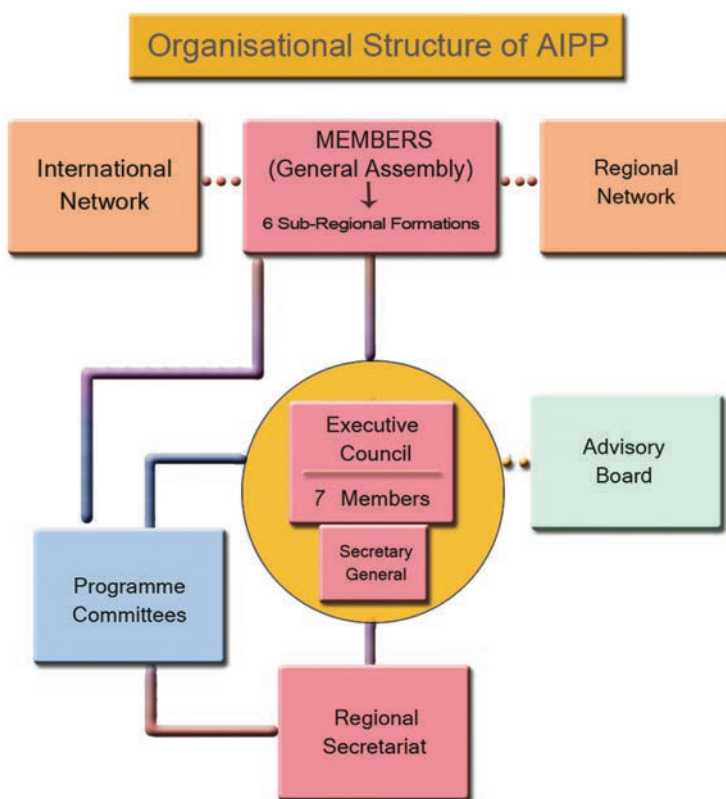 Organisational Structure of AIPP
International
Network
MEMBERS
(General Assembly)
6 Sub-Regional Formations
Regional
Network
Executive
Council
7 Members
Secretary
General
Advisory
Board
Programme
Committees
Regional
Secretariat